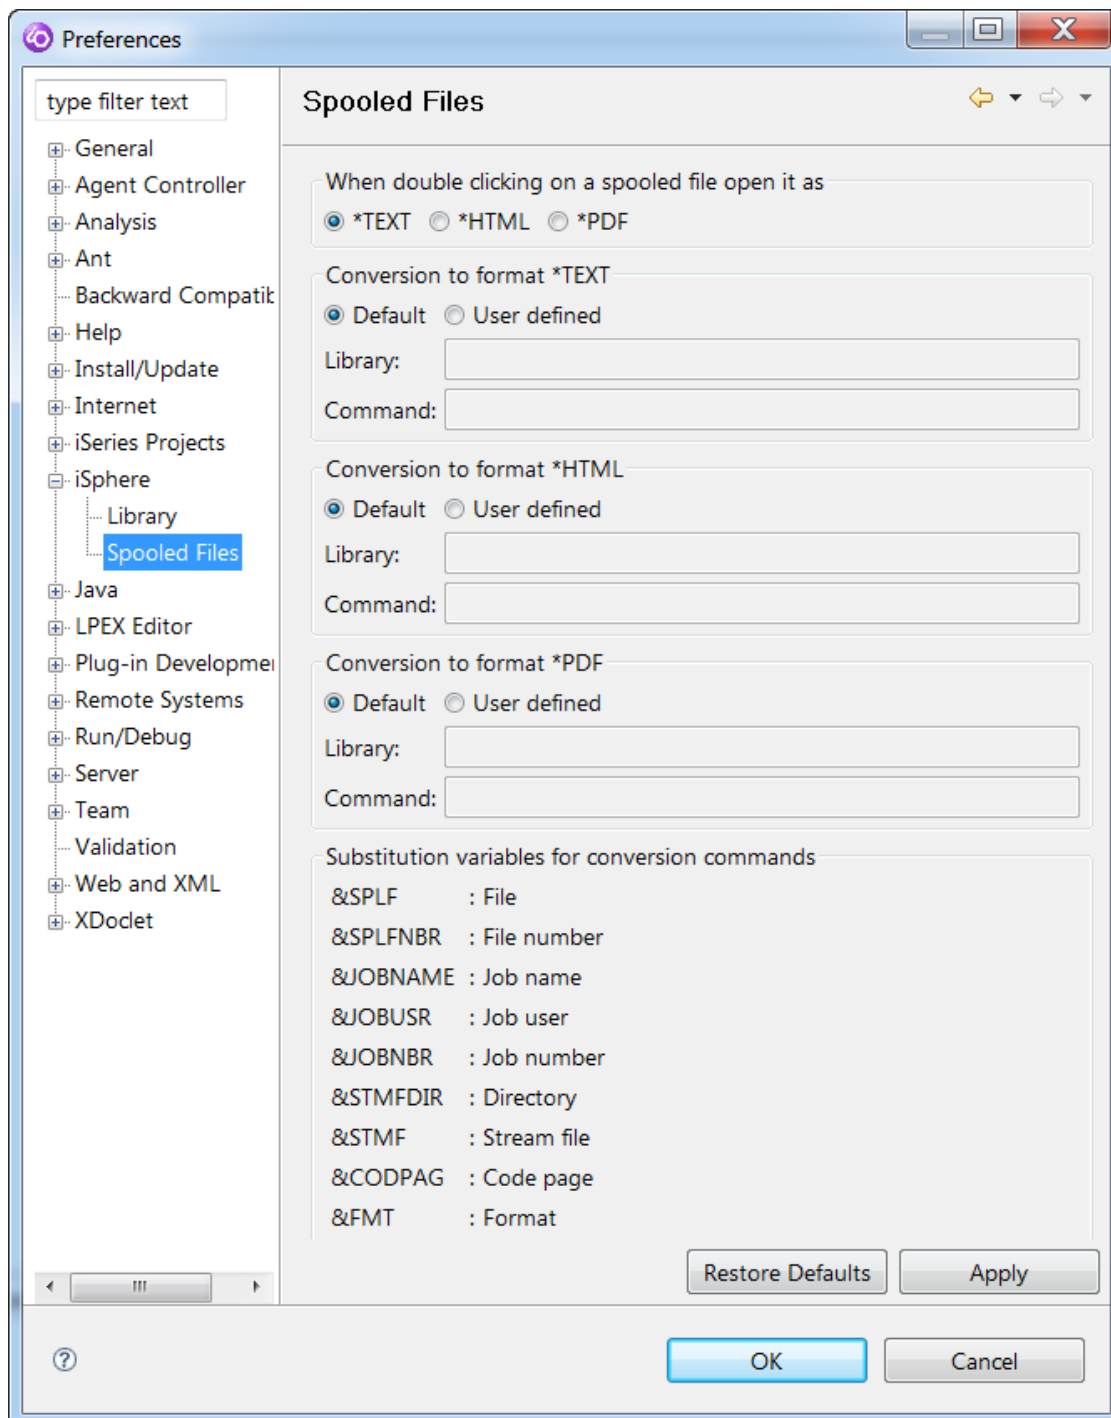 Preferences
type filter text
General
Agent Controller
Analysis
Ant
Backward Compatib
Help
Install/Update
Internet
iSeries Projects
iSphere
Library
Spooled Files
Java
LPEX Editor
Plug-in Developmen
Remote Systems
Run/Debug
Server
Team
Validation
Web and XML
XDoclet
Spooled Files
When double clicking on a spooled file open it as
*TEXT *HTML *PDF
Conversion to format *TEXT
Default User defined
Library:
Command:
Conversion to format *HTML
Default User defined
Library:
Command:
Conversion to format *PDF
Default User defined
Library:
Command:
Substitution variables for conversion commands
&SPLF : File
&SPLFNBR : File number
&JOBNAME : Job name
&JOBUSR : Job user
&JOBNBR : Job number
&STMFDIR : Directory
&STMF : Stream file
&CODPAG : Code page
&FMT : Format
Restore Defaults Apply
OK Cancel